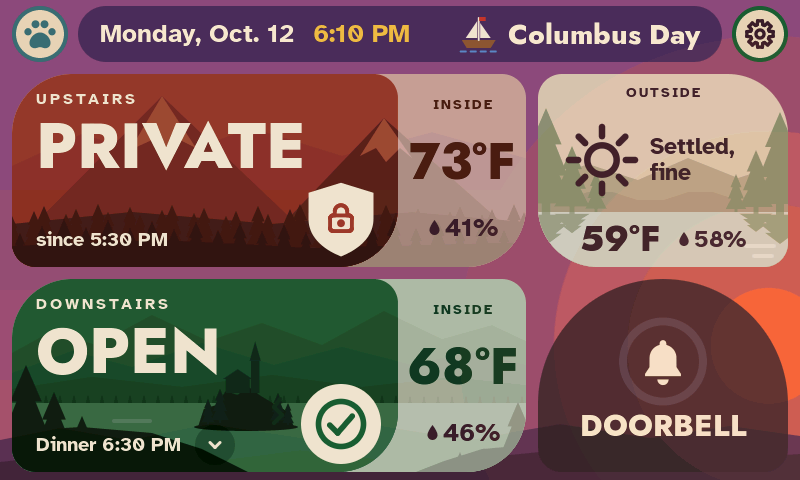 Monday, Oct. 12 6:10 PM
Columbus Day
UPSTAIRS
PRIVATE
since 5:30 PM
INSIDE
73°F
41%
OUTSIDE
Settled,
fine
59°F 58%
DOWNSTAIRS
OPEN
Dinner 6:30 PM
INSIDE
68°F
46%
DOORBELL